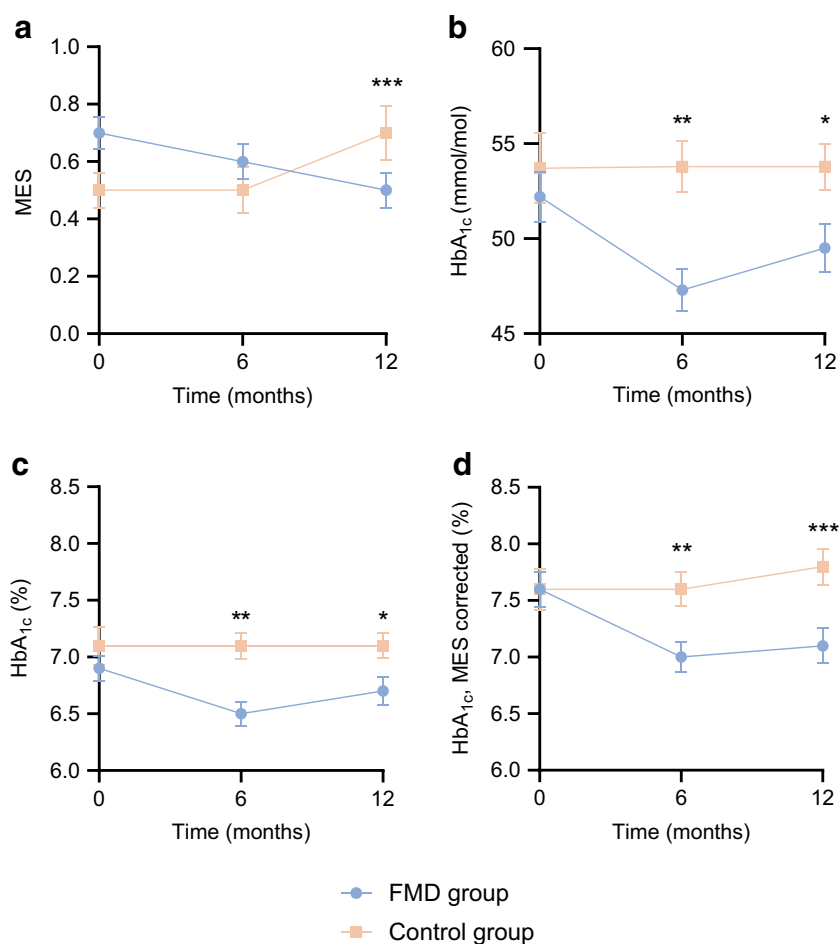 a
MES
1.0
0.8
0.6
0.4
0.2
0.0
***
0 6 12
Time (months)
b
HbA1c (mmol/mol)
60
55
50
45
** *
0 6 12
Time (months)
c
HbA1c (%)
8.5
8.0
7.5
7.0
6.5
6.0
** *
0 6 12
Time (months)
d
HbA1c, MES corrected (%)
8.5
8.0
7.5
7.0
6.5
6.0
** ***
0 6 12
Time (months)
FMD group
Control group